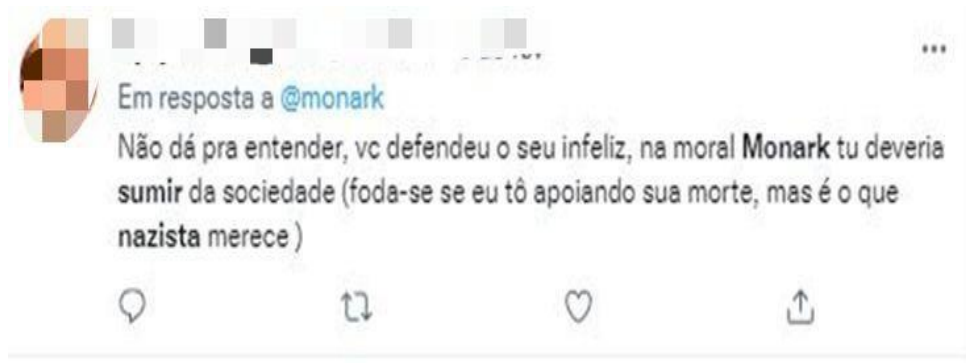 Em resposta a @monark
Não dá pra entender, vc defendeu o seu infeliz, na moral Monark tu deveria
sumir da sociedade (foda-se se eu tô apoiando sua morte, mas é o que
nazista merece )